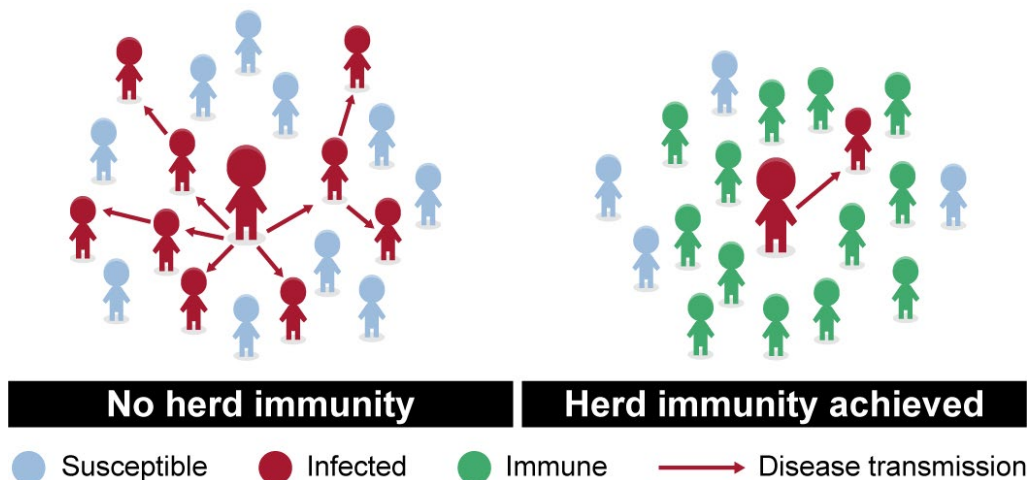 No herd immunity
Herd immunity achieved
Susceptible
Infected
Immune
Disease transmission